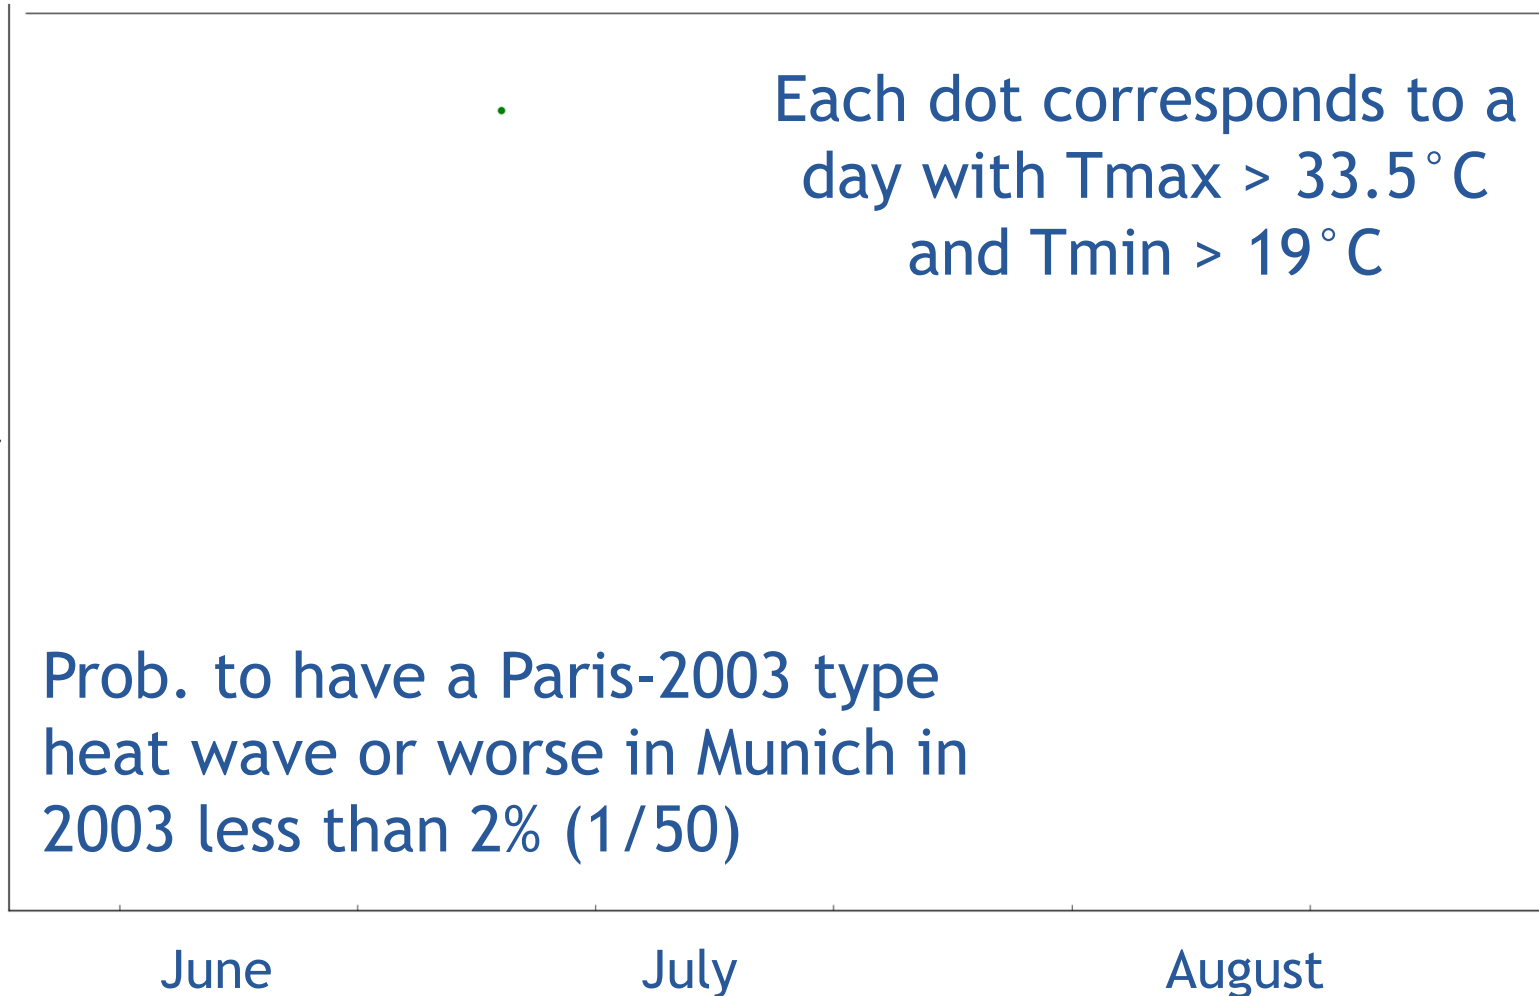 Each dot corresponds to a
day with Tmax > 33.5°C
and Tmin > 19°C
Prob. to have a Paris-2003 type
heat wave or worse in Munich in
2003 less than 2% (1/50)
June
July
August